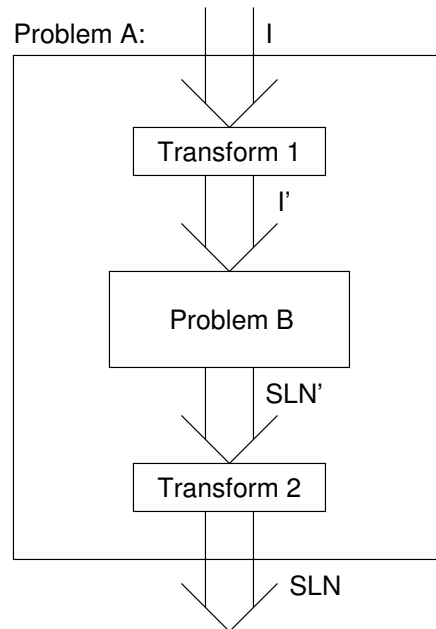 Problem A:
I
Transform 1
I'
Problem B
SLN'
Transform 2
SLN